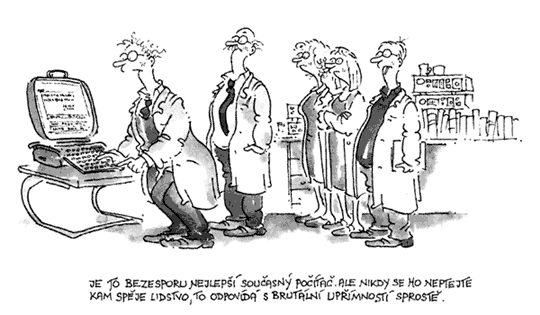 JE TO BEZESPORU NEJLEPŠÍ SOUČASNÝ POČÍTAČ. ALE NIKDY SE HO NEPTEJTE
KAM SPĚJE LIDSTVO, TO ODPOVÍDÁ S BRUTÁLNÍ UPŘÍMNOSTÍ SPROSTĚ.